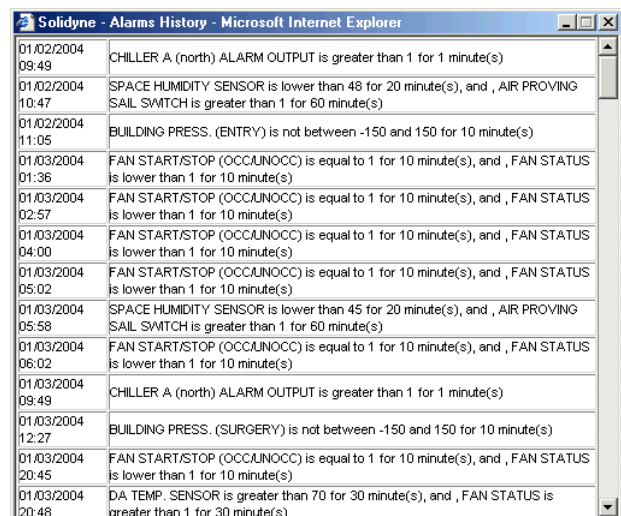 Solidyne - Alarms History - Microsoft Internet Explorer
01/02/2004
09:49
CHILLER A (north) ALARM OUTPUT is greater than 1 for 1 minute(s)
01/02/2004
10:47
SPACE HUMIDITY SENSOR is lower than 48 for 20 minute(s), and , AIR PROVING
SAIL SWITCH is greater than 1 for 60 minute(s)
01/02/2004
11:05
BUILDING PRESS. (ENTRY) is not between -150 and 150 for 10 minute(s)
01/03/2004
01:36
FAN START/STOP (OCC/UNOCC) is equal to 1 for 10 minute(s), and , FAN STATUS
is lower than 1 for 10 minute(s)
01/03/2004
02:57
FAN START/STOP (OCC/UNOCC) is equal to 1 for 10 minute(s), and , FAN STATUS
is lower than 1 for 10 minute(s)
01/03/2004
04:00
FAN START/STOP (OCC/UNOCC) is equal to 1 for 10 minute(s), and , FAN STATUS
is lower than 1 for 10 minute(s)
01/03/2004
05:02
FAN START/STOP (OCC/UNOCC) is equal to 1 for 10 minute(s), and , FAN STATUS
is lower than 1 for 10 minute(s)
01/03/2004
05:58
SPACE HUMIDITY SENSOR is lower than 45 for 20 minute(s), and , AIR PROVING
SAIL SWITCH is greater than 1 for 60 minute(s)
01/03/2004
06:02
FAN START/STOP (OCC/UNOCC) is equal to 1 for 10 minute(s), and , FAN STATUS
is lower than 1 for 10 minute(s)
01/03/2004
09:49
CHILLER A (north) ALARM OUTPUT is greater than 1 for 1 minute(s)
01/03/2004
12:27
BUILDING PRESS. (SURGERY) is not between -150 and 150 for 10 minute(s)
01/03/2004
20:45
FAN START/STOP (OCC/UNOCC) is equal to 1 for 10 minute(s), and , FAN STATUS
is lower than 1 for 10 minute(s)
01/03/2004
20:48
DA TEMP. SENSOR is greater than 70 for 30 minute(s), and , FAN STATUS is
greater than 1 for 30 minute(s)